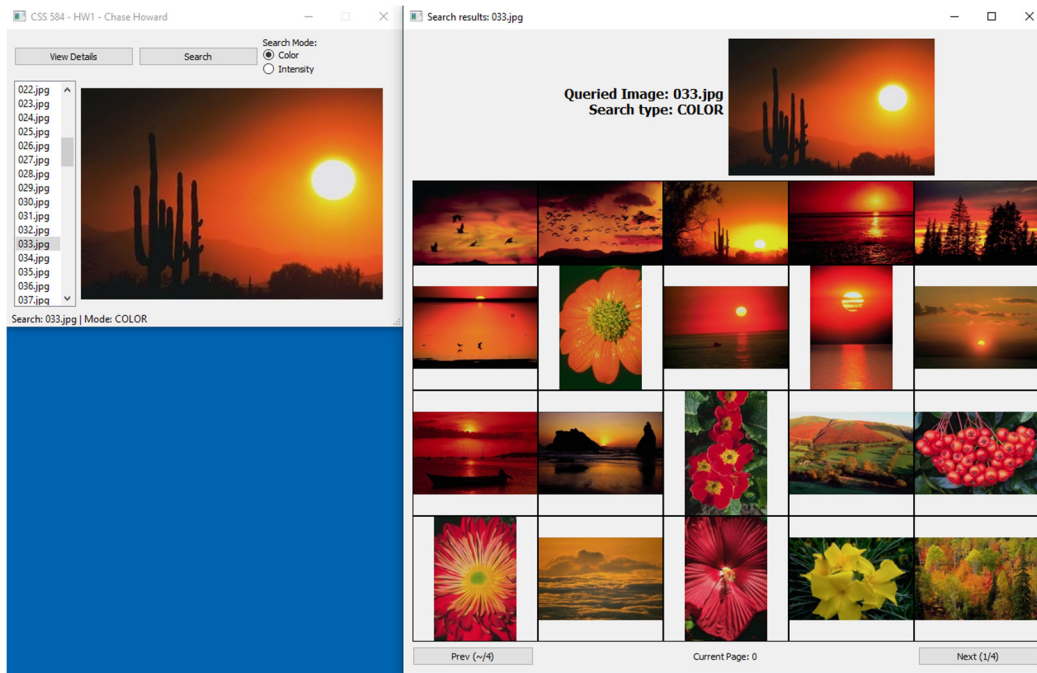 CSS 584 - HW1 - Chase Howard
View Details
Search
Search Mode:
Color
Intensity
022.jpg
023.jpg
024.jpg
025.jpg
026.jpg
027.jpg
028.jpg
029.jpg
030.jpg
031.jpg
032.jpg
033.jpg
034.jpg
035.jpg
036.jpg
037.jpg
Search: 033.jpg | Mode: COLOR
Search results: 033.jpg
Queried Image: 033.jpg
Search type: COLOR
Prev (~/4)
Current Page: 0
Next (1/4)